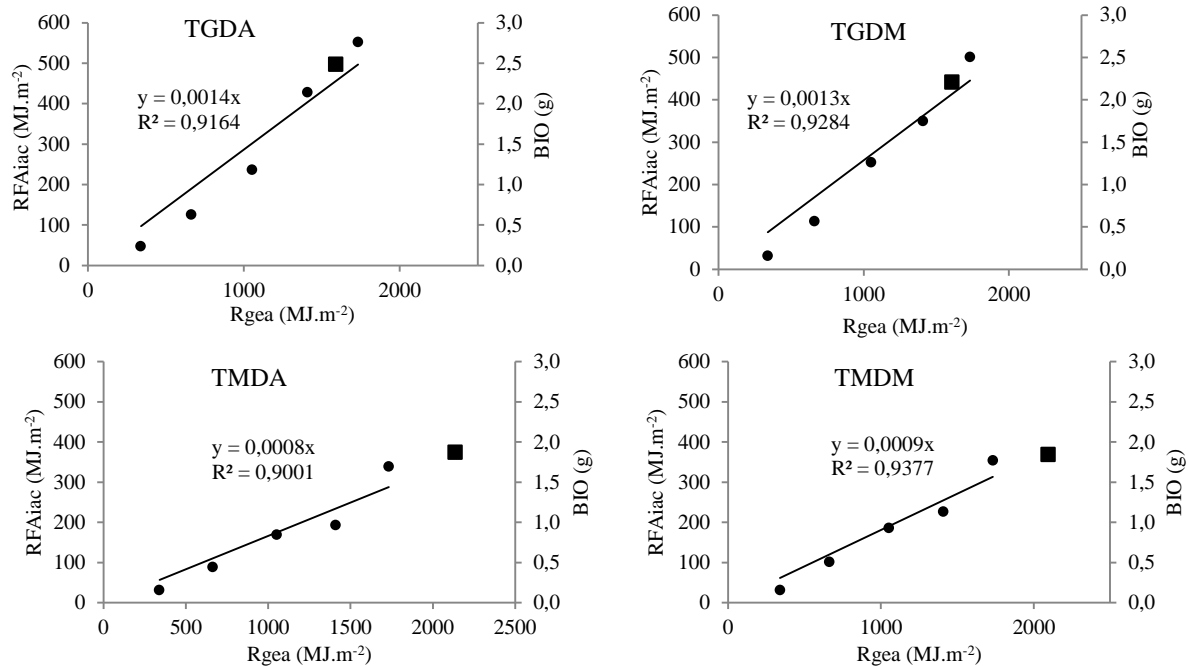 TGDA
y = 0,0014x
R² = 0,9164
RFAiac (MJ.m⁻²)
600
500
400
300
200
100
0
3,0
2,5
2,0
1,5
1,0
0,5
0,0
BIO (g)
0 1000 2000
Rgea (MJ.m⁻²)
TGDM
y = 0,0013x
R² = 0,9284
RFAiac (MJ.m⁻²)
600
500
400
300
200
100
0
3,0
2,5
2,0
1,5
1,0
0,5
0,0
BIO (g)
0 1000 2000
Rgea (MJ.m⁻²)
TMDA
y = 0,0008x
R² = 0,9001
RFAiac (MJ.m⁻²)
600
500
400
300
200
100
0
3,0
2,5
2,0
1,5
1,0
0,5
0,0
BIO (g)
0 500 1000 1500 2000 2500
Rgea (MJ.m⁻²)
TMDM
y = 0,0009x
R² = 0,9377
RFAiac (MJ.m⁻²)
600
500
400
300
200
100
0
3,0
2,5
2,0
1,5
1,0
0,5
0,0
BIO (g)
0 1000 2000
Rgea (MJ.m⁻²)